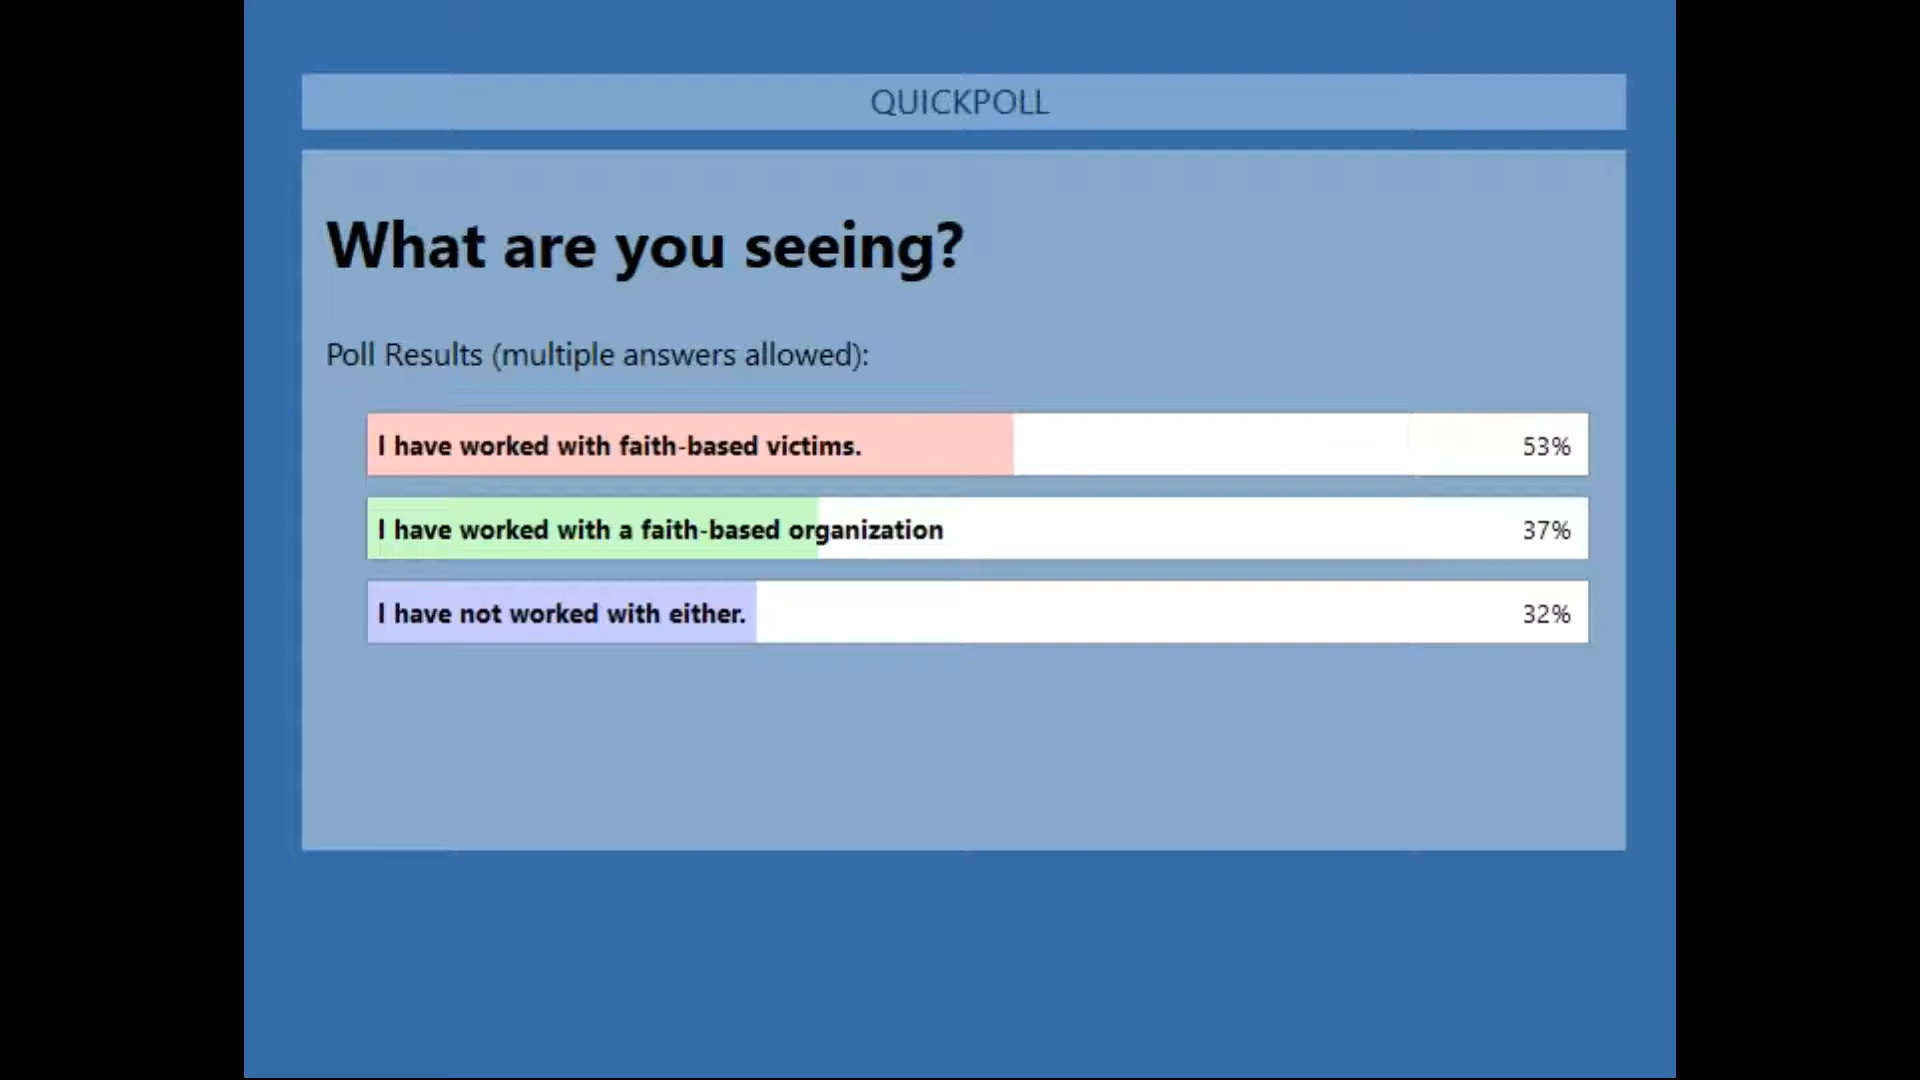 QUICKPOLL
What are you seeing?
Poll Results (multiple answers allowed):
I have worked with faith-based victims. 53%
I have worked with a faith-based organization 37%
I have not worked with either. 32%